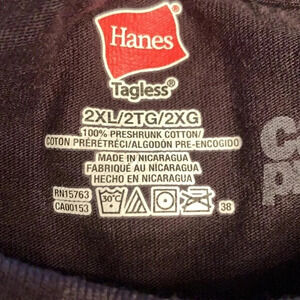 Hanes
Tagless®
2XL/2TG/2XG
100% PRESHRUNK COTTON/
COTON PRÉRÉTRÉCI/ALGODÓN PRE-ENCOGIDO
MADE IN NICARAGUA
FABRIQUÉ AU NICARAGUA
HECHO EN NICARAGUA
RN15763
CA00153
30°C
38